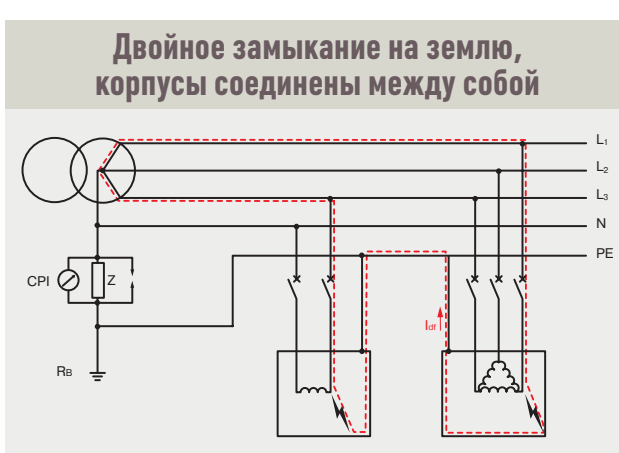 Двойное замыкание на землю,
корпусы соединены между собой
L1
L2
L3
N
PE
CPI
Z
Idf
RB